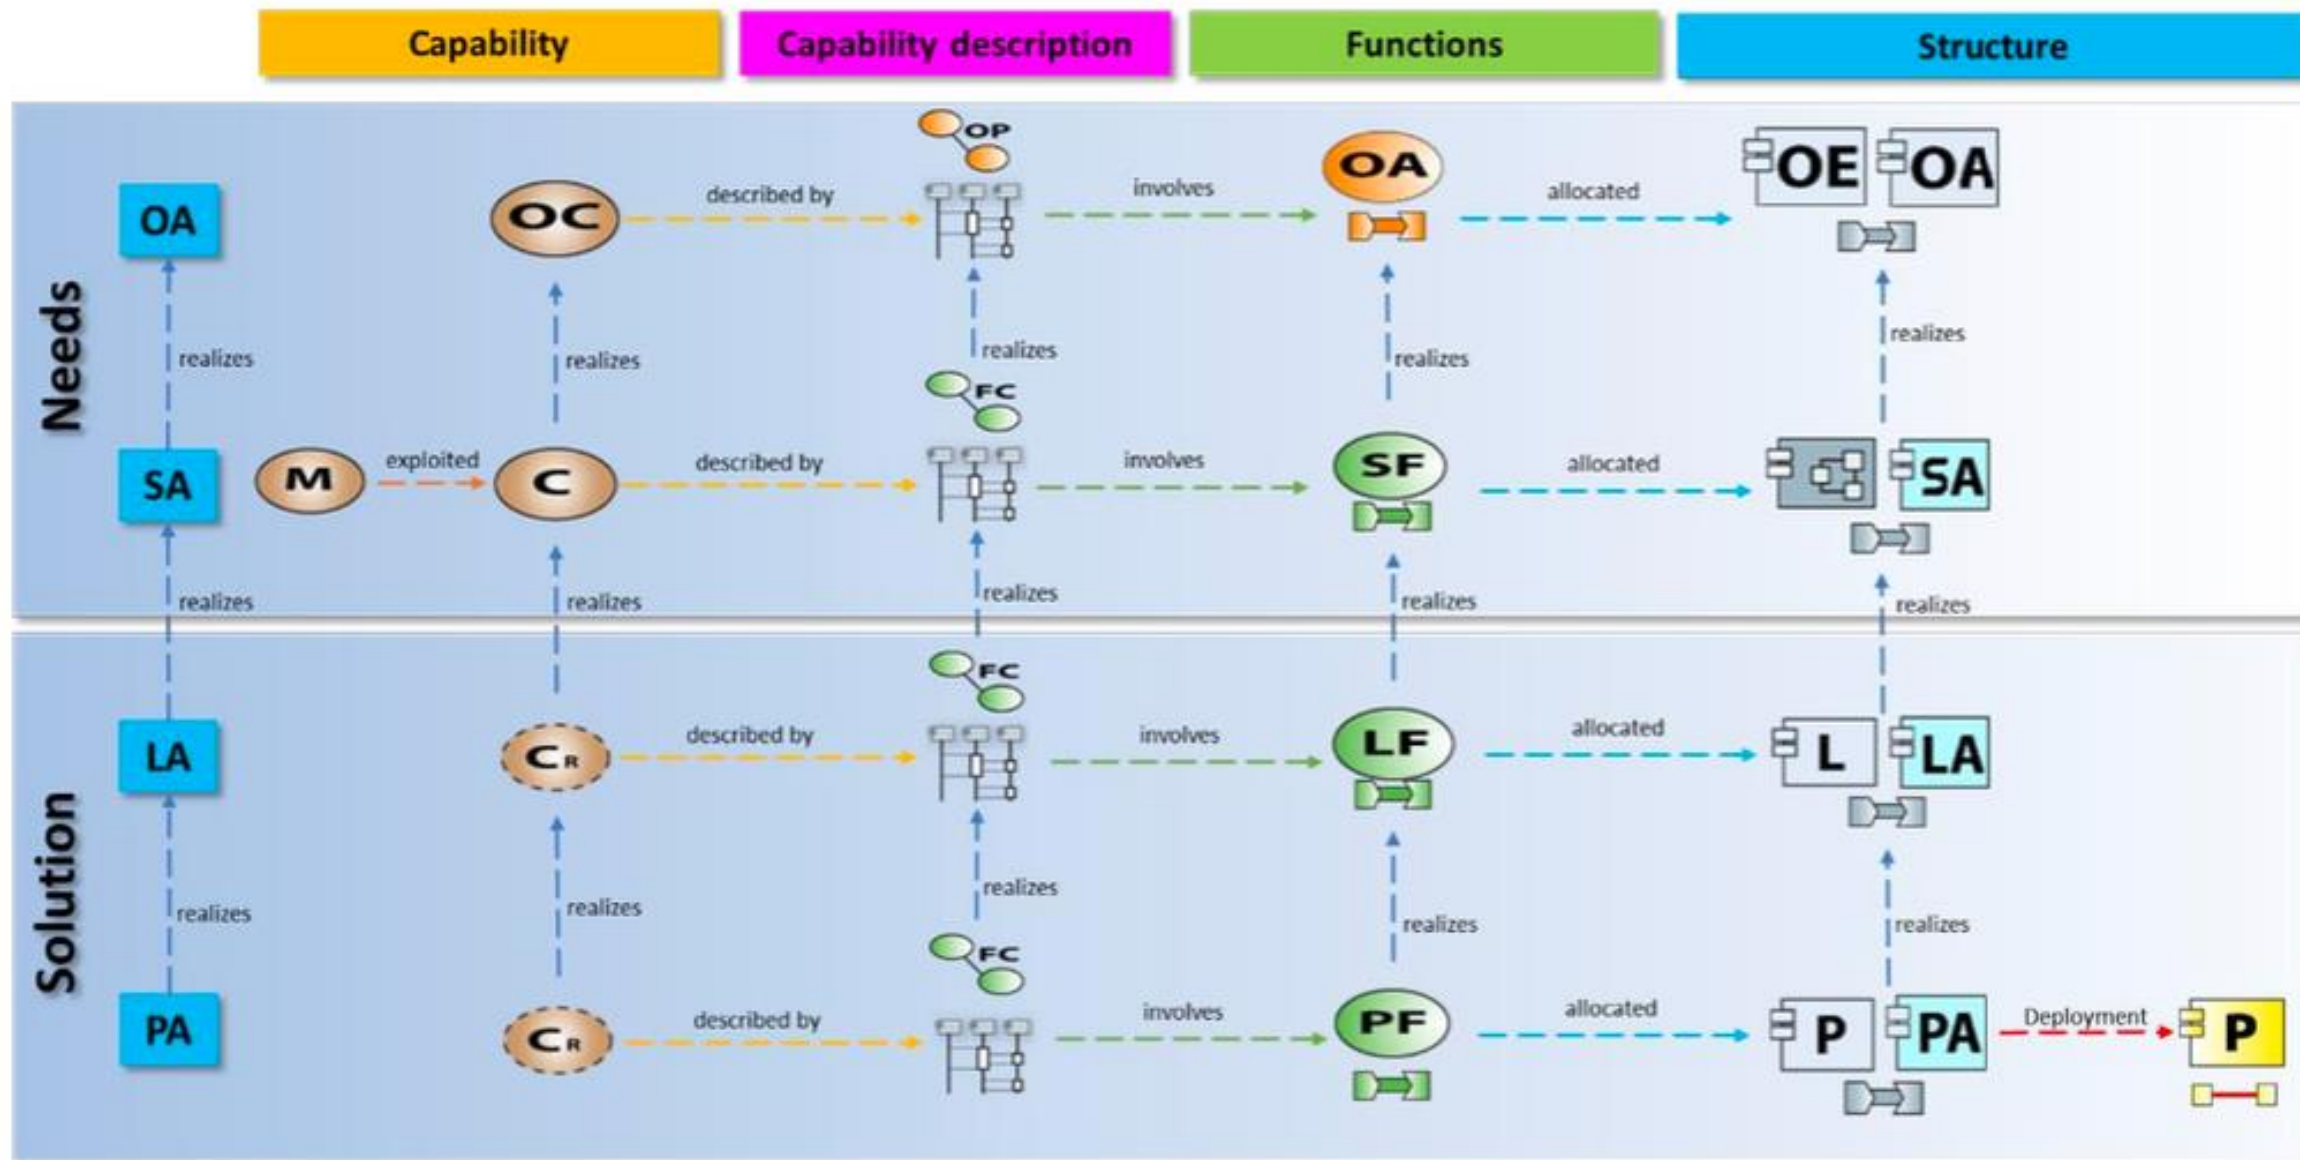 Capability
Capability description
Functions
Structure
Needs
OA
OC
described by
OP
involves
OA
allocated
OE
OA
realizes
realizes
realizes
realizes
realizes
SA
M
exploited
C
described by
FC
involves
SF
allocated
SA
realizes
realizes
realizes
realizes
realizes
Solution
LA
CR
described by
FC
involves
LF
allocated
L
LA
realizes
realizes
realizes
realizes
realizes
PA
CR
described by
FC
involves
PF
allocated
P
PA
Deployment
P